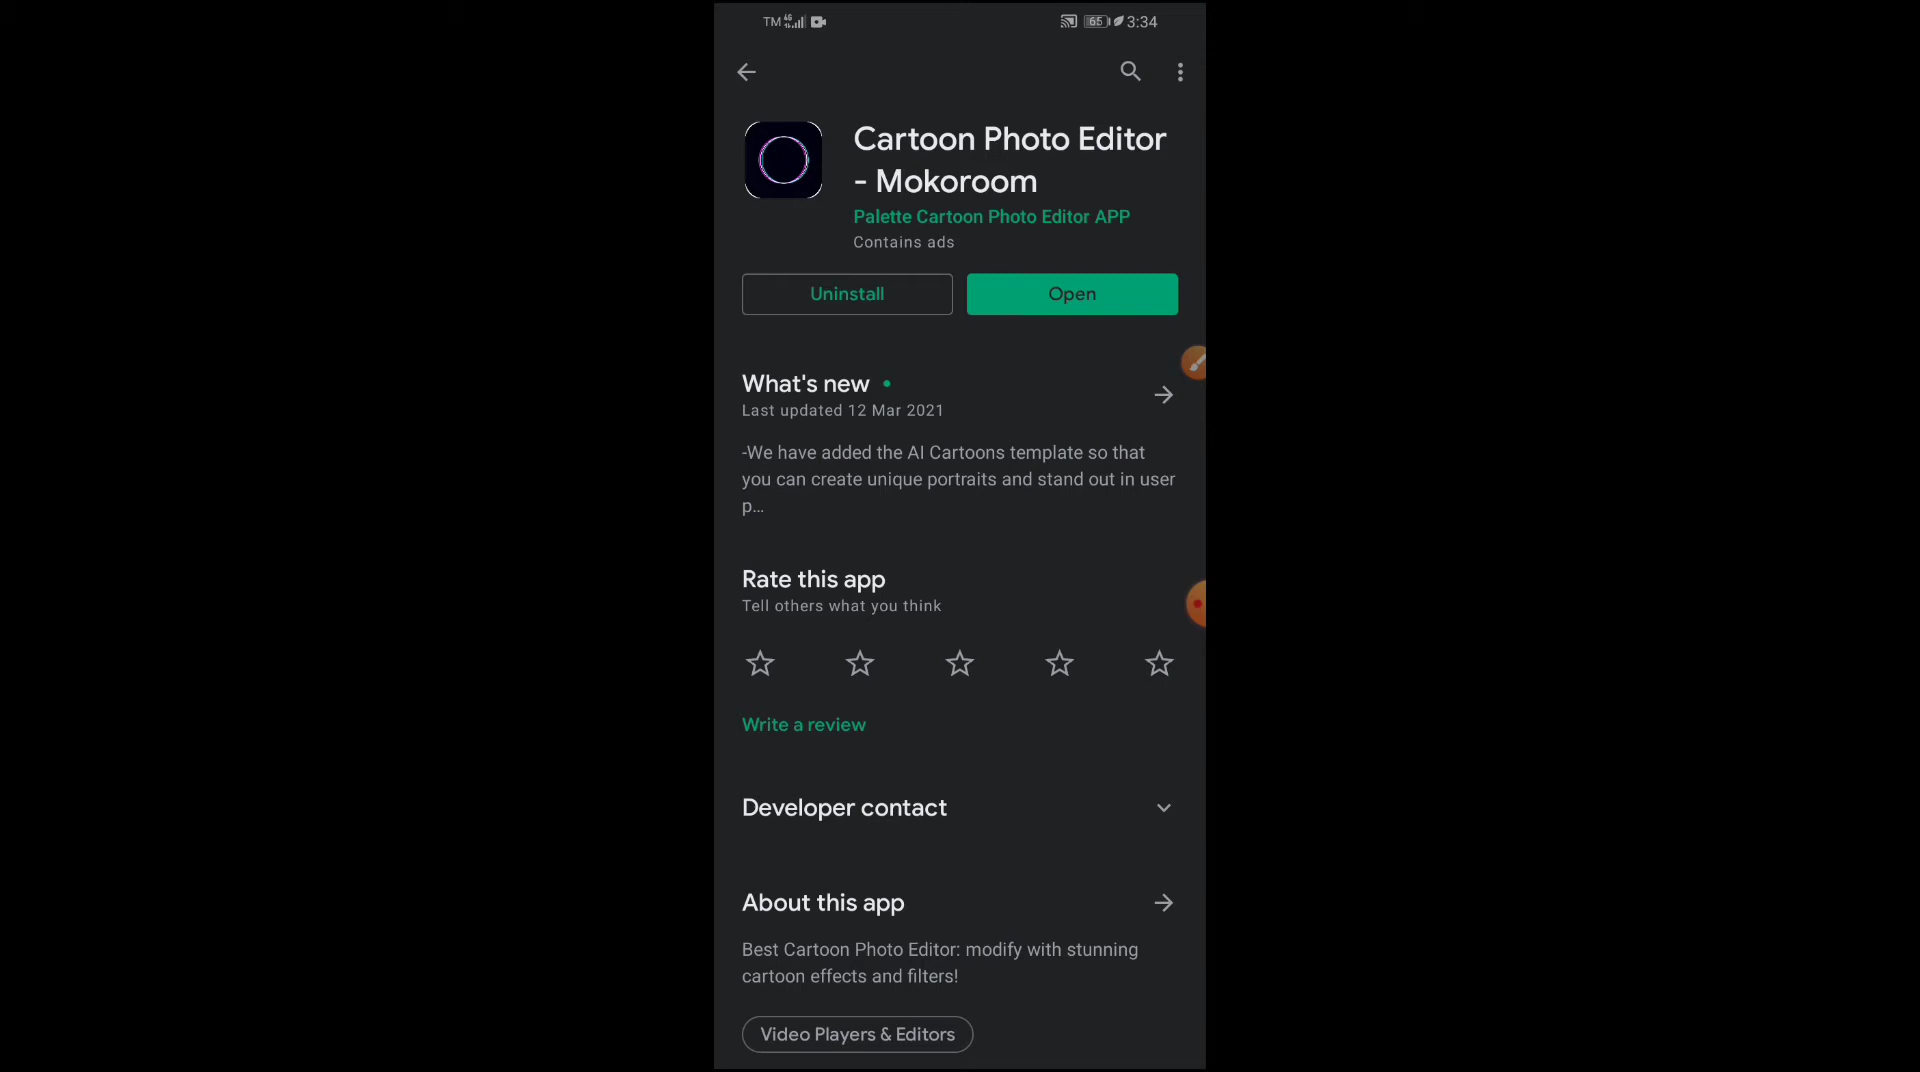 TM 4G 65 3:34
Cartoon Photo Editor
- Mokoroom
Palette Cartoon Photo Editor APP
Contains ads
Uninstall
Open
What's new
Last updated 12 Mar 2021
-We have added the AI Cartoons template so that
you can create unique portraits and stand out in user
p...
Rate this app
Tell others what you think
Write a review
Developer contact
About this app
Best Cartoon Photo Editor: modify with stunning
cartoon effects and filters!
Video Players & Editors